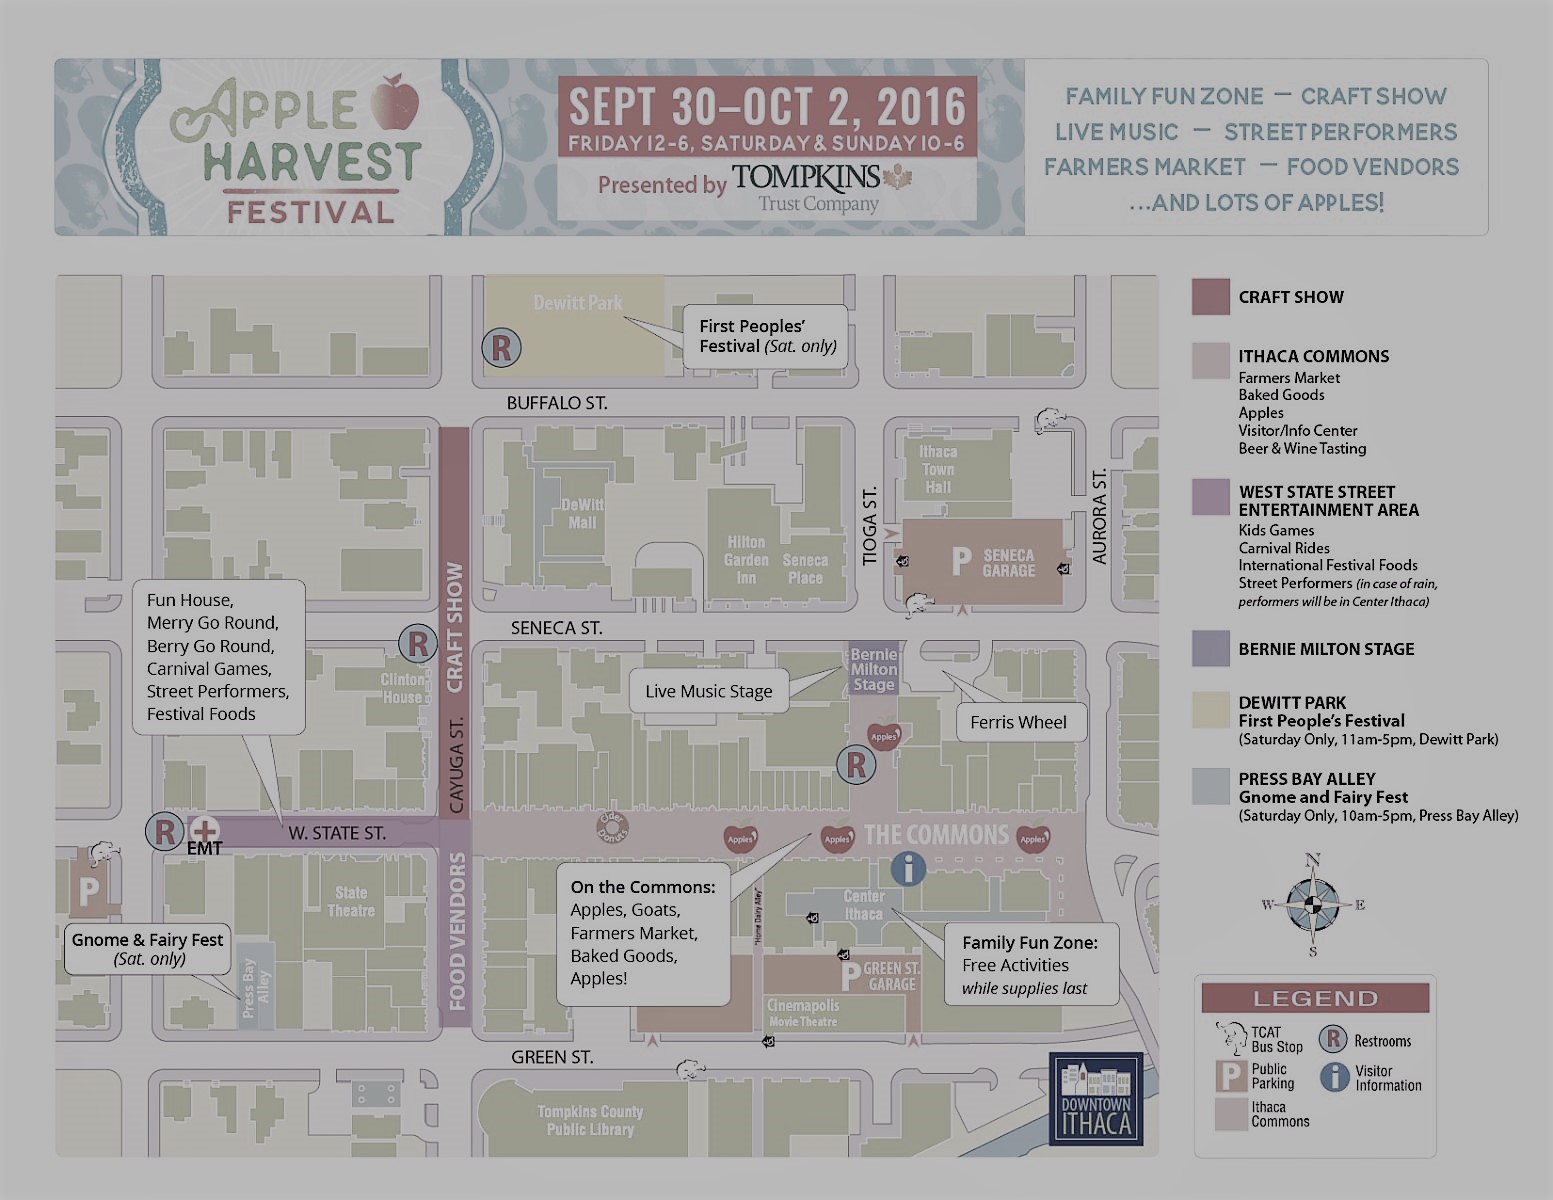 APPLE
HARVEST
FESTIVAL
SEPT 30–OCT 2, 2016
FRIDAY 12-6, SATURDAY & SUNDAY 10-6
Presented by TOMPKINS
Trust Company
FAMILY FUN ZONE — CRAFT SHOW
LIVE MUSIC — STREET PERFORMERS
FARMERS MARKET — FOOD VENDORS
...AND LOTS OF APPLES!
Dewitt Park
First Peoples'
Festival (Sat. only)
R
BUFFALO ST.
Ithaca
Town
Hall
DeWitt
Mall
Hilton
Garden
Inn
Seneca
Place
TIOGA ST.
P SENECA
GARAGE
AURORA ST.
CRAFT SHOW
CAYUGA ST.
Fun House,
Merry Go Round,
Berry Go Round,
Carnival Games,
Street Performers,
Festival Foods
R
Clinton
House
SENECA ST.
Live Music Stage
Bernie
Milton
Stage
Ferris Wheel
Apples
R
R
EMT
W. STATE ST.
Cider
Donuts
Apples
Apples
THE COMMONS
Apples
i
P
State
Theatre
FOOD VENDORS
On the Commons:
Apples, Goats,
Farmers Market,
Baked Goods,
Apples!
"Home Dairy Alley"
Center
Ithaca
Gnome & Fairy Fest
(Sat. only)
Press Bay
Alley
Family Fun Zone:
Free Activities
while supplies last
P GREEN ST.
GARAGE
Cinemapolis
Movie Theatre
GREEN ST.
Tompkins County
Public Library
DOWNTOWN
ITHACA
CRAFT SHOW
ITHACA COMMONS
Farmers Market
Baked Goods
Apples
Visitor/Info Center
Beer & Wine Tasting
WEST STATE STREET
ENTERTAINMENT AREA
Kids Games
Carnival Rides
International Festival Foods
Street Performers (in case of rain,
performers will be in Center Ithaca)
BERNIE MILTON STAGE
DEWITT PARK
First People's Festival
(Saturday Only, 11am-5pm, Dewitt Park)
PRESS BAY ALLEY
Gnome and Fairy Fest
(Saturday Only, 10am-5pm, Press Bay Alley)
N
W E
S
LEGEND
TCAT
Bus Stop
R Restrooms
P Public
Parking
i Visitor
Information
Ithaca
Commons